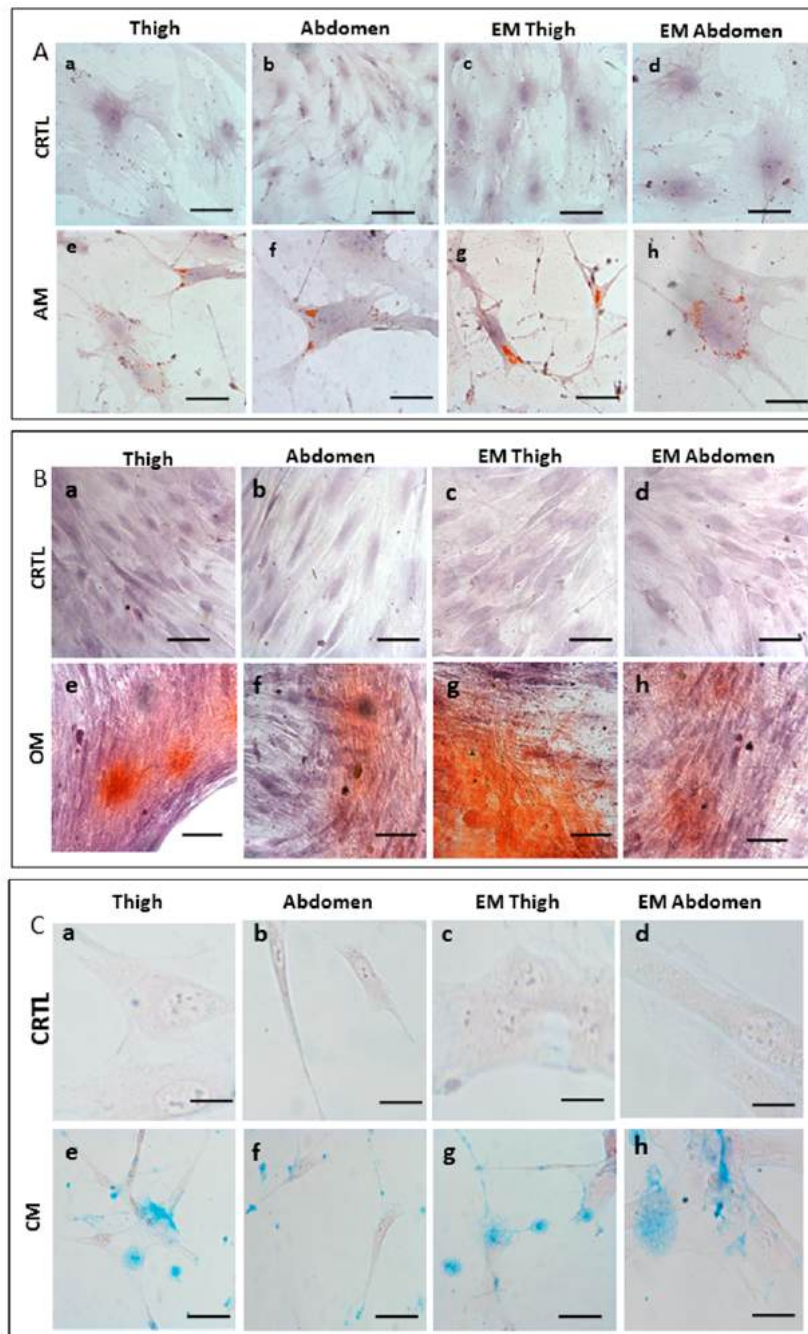 Thigh Abdomen EM Thigh EM Abdomen
A
a b c d
CRTL
e f g h
AM
Thigh Abdomen EM Thigh EM Abdomen
B
a b c d
CRTL
e f g h
OM
Thigh Abdomen EM Thigh EM Abdomen
C
a b c d
CRTL
e f g h
CM